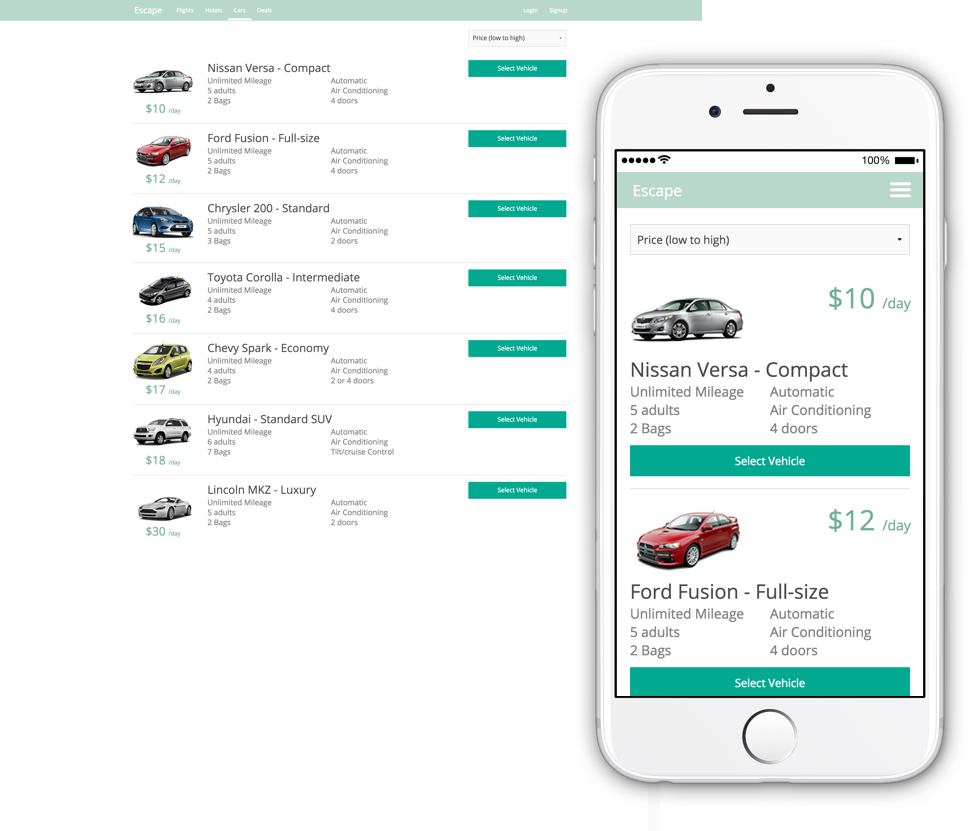 Escape Flights Hotels Cars Deals Login Signup
Price (low to high)
Nissan Versa - Compact
Unlimited Mileage Automatic
5 adults Air Conditioning
2 Bags 4 doors
$10 /day
Select Vehicle
Ford Fusion - Full-size
Unlimited Mileage Automatic
5 adults Air Conditioning
2 Bags 4 doors
$12 /day
Select Vehicle
Chrysler 200 - Standard
Unlimited Mileage Automatic
5 adults Air Conditioning
3 Bags 2 doors
$15 /day
Select Vehicle
Toyota Corolla - Intermediate
Unlimited Mileage Automatic
4 adults Air Conditioning
2 Bags 4 doors
$16 /day
Select Vehicle
Chevy Spark - Economy
Unlimited Mileage Automatic
4 adults Air Conditioning
2 Bags 2 or 4 doors
$17 /day
Select Vehicle
Hyundai - Standard SUV
Unlimited Mileage Automatic
6 adults Air Conditioning
7 Bags Tilt/cruise Control
$18 /day
Select Vehicle
Lincoln MKZ - Luxury
Unlimited Mileage Automatic
5 adults Air Conditioning
2 Bags 2 doors
$30 /day
Select Vehicle
100%
Escape
Price (low to high)
$10 /day
Nissan Versa - Compact
Unlimited Mileage Automatic
5 adults Air Conditioning
2 Bags 4 doors
Select Vehicle
$12 /day
Ford Fusion - Full-size
Unlimited Mileage Automatic
5 adults Air Conditioning
2 Bags 4 doors
Select Vehicle